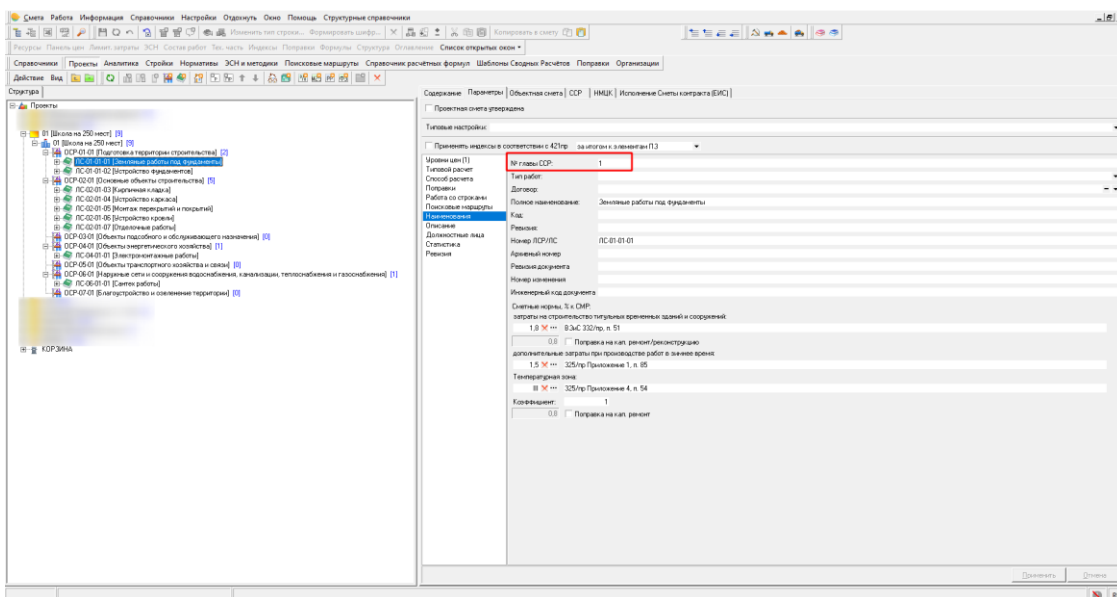 Смета Работа Информация Справочники Настройки Отдохнуть Окно Помощь Структурные справочники
Изменить тип строки... Формировать шифр... Копировать в смету
Ресурсы Панель цен Лимит.затраты ЭСН Состав работ Тех. часть Индексы Поправки Формулы Структура Оглавление Список открытых окон
Справочники Проекты Аналитика Стройки Нормативы ЭСН и методики Поисковые маршруты Справочник расчётных формул Шаблоны Сводных Расчётов Поправки Организации
Действие Вид
Структура
Проекты
01 [Школа на 250 мест] [9]
01 [Школа на 250 мест] [9]
ОСР-01-01 [Подготовка территории строительства] [2]
ЛС-01-01-01 [Земляные работы под фундаменты]
ЛС-01-01-02 [Устройство фундаментов]
ОСР-02-01 [Основные объекты строительства] [5]
ЛС-02-01-03 [Кирпичная кладка]
ЛС-02-01-04 [Устройство каркаса]
ЛС-02-01-05 [Монтаж перекрытий и покрытий]
ЛС-02-01-06 [Устройство кровли]
ЛС-02-01-07 [Отделочные работы]
ОСР-03-01 [Объекты подсобного и обслуживающего назначения] [0]
ОСР-04-01 [Объекты энергетического хозяйства] [1]
ЛС-04-01-01 [Электромонтажные работы]
ОСР-05-01 [Объекты транспортного хозяйства и связи] [0]
ОСР-06-01 [Наружные сети и сооружения водоснабжения, канализации, теплоснабжения и газоснабжения] [1]
ЛС-06-01-01 [Сантех работы]
ОСР-07-01 [Благоустройство и озеленение территории] [0]
КОРЗИНА
Содержание Параметры Объектная смета ССР НМЦК Исполнение Сметы контракта (ЕИС)
Проектная смета утверждена
Типовые настройки:
Применять индексы в соответствии с 421пр за итогом к элементам П.З
Уровни цен (1)
Типовой расчет
Способ расчета
Поправки
Работа со строками
Поисковые маршруты
Наименования
Описание
Должностные лица
Статистика
Ревизия
№ главы ССР: 1
Тип работ:
Договор:
Полное наименование: Земляные работы под фундаменты
Код:
Ревизия:
Номер ЛСР/ЛС ЛС-01-01-01
Архивный номер
Ревизия документа
Номер изменения
Инженерный код документа
Сметные нормы, % к СМР:
затраты на строительство титульных временных зданий и сооружений:
1,8 ВЗиС 332/пр, п. 51
0,8 Поправка на кап. ремонт/реконструкцию
дополнительные затраты при производстве работ в зимнее время:
1,5 325/пр Приложение 1, п. 85
Температурная зона:
III 325/пр Приложение 4, п. 54
Коэффициент: 1
0,8 Поправка на кап. ремонт
Применить Отмена